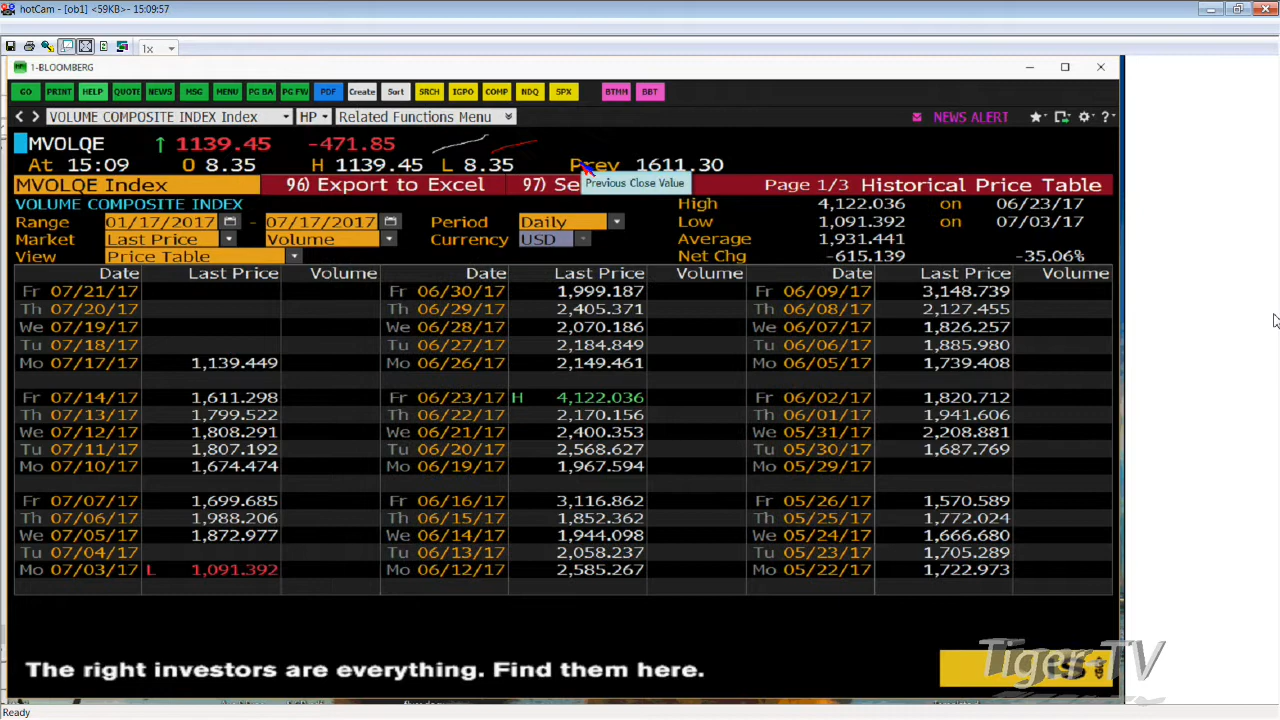 hotCam - [ob1] <59KB>- 15:09:57
1x
1-BLOOMBERG
GO PRINT HELP QUOTE NEWS MSG MENU PG BA PG FW PDF Create Sort SRCH IGPO COMP NDQ SPX BTMM BBT
VOLUME COMPOSITE INDEX Index HP Related Functions Menu NEWS ALERT
MVOLQE ↑ 1139.45 -471.85
At 15:09 O 8.35 H 1139.45 L 8.35 Prev 1611.30
Previous Close Value
MVOLQE Index 96) Export to Excel 97) Se Page 1/3 Historical Price Table
VOLUME COMPOSITE INDEX High 4,122.036 on 06/23/17
Range 01/17/2017 - 07/17/2017 Period Daily Low 1,091.392 on 07/03/17
Market Last Price Volume Currency USD Average 1,931.441
View Price Table Net Chg -615.139 -35.06%
Date Last Price Volume Date Last Price Volume Date Last Price Volume
Fr 07/21/17 Fr 06/30/17 1,999.187 Fr 06/09/17 3,148.739
Th 07/20/17 Th 06/29/17 2,405.371 Th 06/08/17 2,127.455
We 07/19/17 We 06/28/17 2,070.186 We 06/07/17 1,826.257
Tu 07/18/17 Tu 06/27/17 2,184.849 Tu 06/06/17 1,885.980
Mo 07/17/17 1,139.449 Mo 06/26/17 2,149.461 Mo 06/05/17 1,739.408
Fr 07/14/17 1,611.298 Fr 06/23/17 H 4,122.036 Fr 06/02/17 1,820.712
Th 07/13/17 1,799.522 Th 06/22/17 2,170.156 Th 06/01/17 1,941.606
We 07/12/17 1,808.291 We 06/21/17 2,400.353 We 05/31/17 2,208.881
Tu 07/11/17 1,807.192 Tu 06/20/17 2,568.627 Tu 05/30/17 1,687.769
Mo 07/10/17 1,674.474 Mo 06/19/17 1,967.594 Mo 05/29/17
Fr 07/07/17 1,699.685 Fr 06/16/17 3,116.862 Fr 05/26/17 1,570.589
Th 07/06/17 1,988.206 Th 06/15/17 1,852.362 Th 05/25/17 1,772.024
We 07/05/17 1,872.977 We 06/14/17 1,944.098 We 05/24/17 1,666.680
Tu 07/04/17 Tu 06/13/17 2,058.237 Tu 05/23/17 1,705.289
Mo 07/03/17 L 1,091.392 Mo 06/12/17 2,585.267 Mo 05/22/17 1,722.973
The right investors are everything. Find them here.
Tiger-TV
Ready